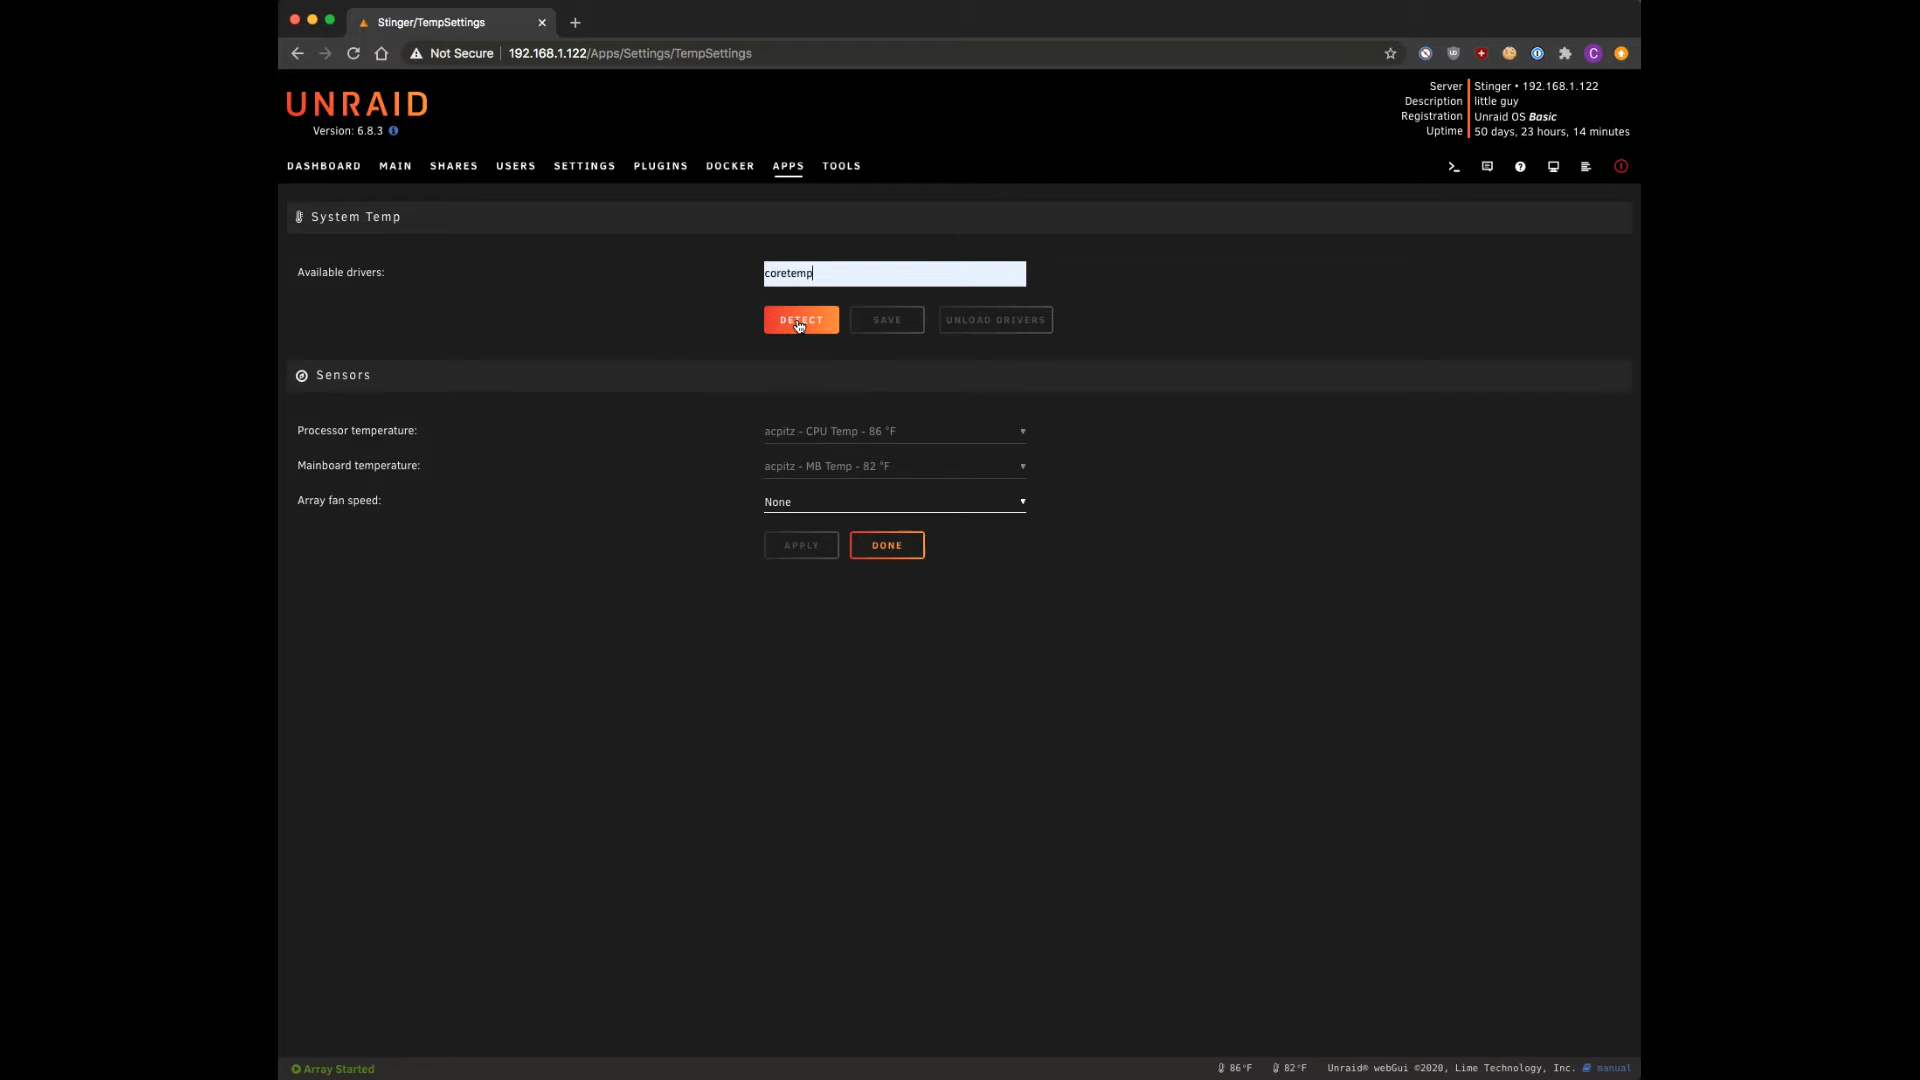 Stinger/TempSettings
Not Secure 192.168.1.122/Apps/Settings/TempSettings
UNRAID
Version: 6.8.3
Server Stinger • 192.168.1.122
Description little guy
Registration Unraid OS Basic
Uptime 50 days, 23 hours, 14 minutes
DASHBOARD MAIN SHARES USERS SETTINGS PLUGINS DOCKER APPS TOOLS
System Temp
Available drivers: coretemp
DETECT SAVE UNLOAD DRIVERS
Sensors
Processor temperature: acpitz - CPU Temp - 86 °F
Mainboard temperature: acpitz - MB Temp - 82 °F
Array fan speed: None
APPLY DONE
Array Started 86°F 82°F Unraid® webGui ©2020, Lime Technology, Inc. manual